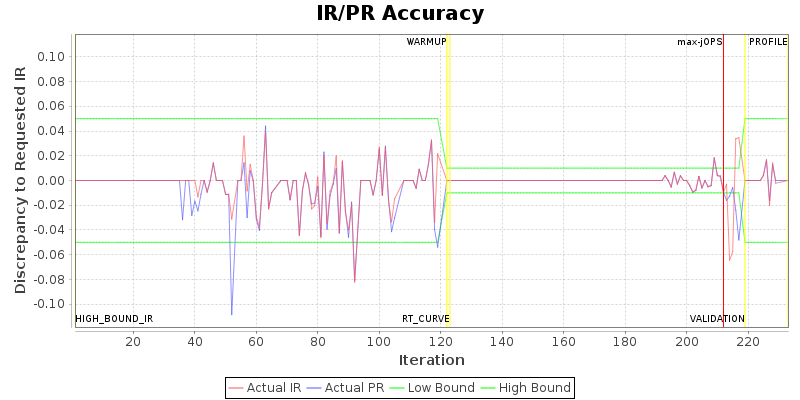 IR/PR Accuracy
Discrepancy to Requested IR
0.10
0.08
0.06
0.04
0.02
0.00
-0.02
-0.04
-0.06
-0.08
-0.10
WARMUP
max-jOPS
PROFILE
HIGH_BOUND_IR
RT_CURVE
VALIDATION
20 40 60 80 100 120 140 160 180 200 220
Iteration
Actual IR Actual PR Low Bound High Bound